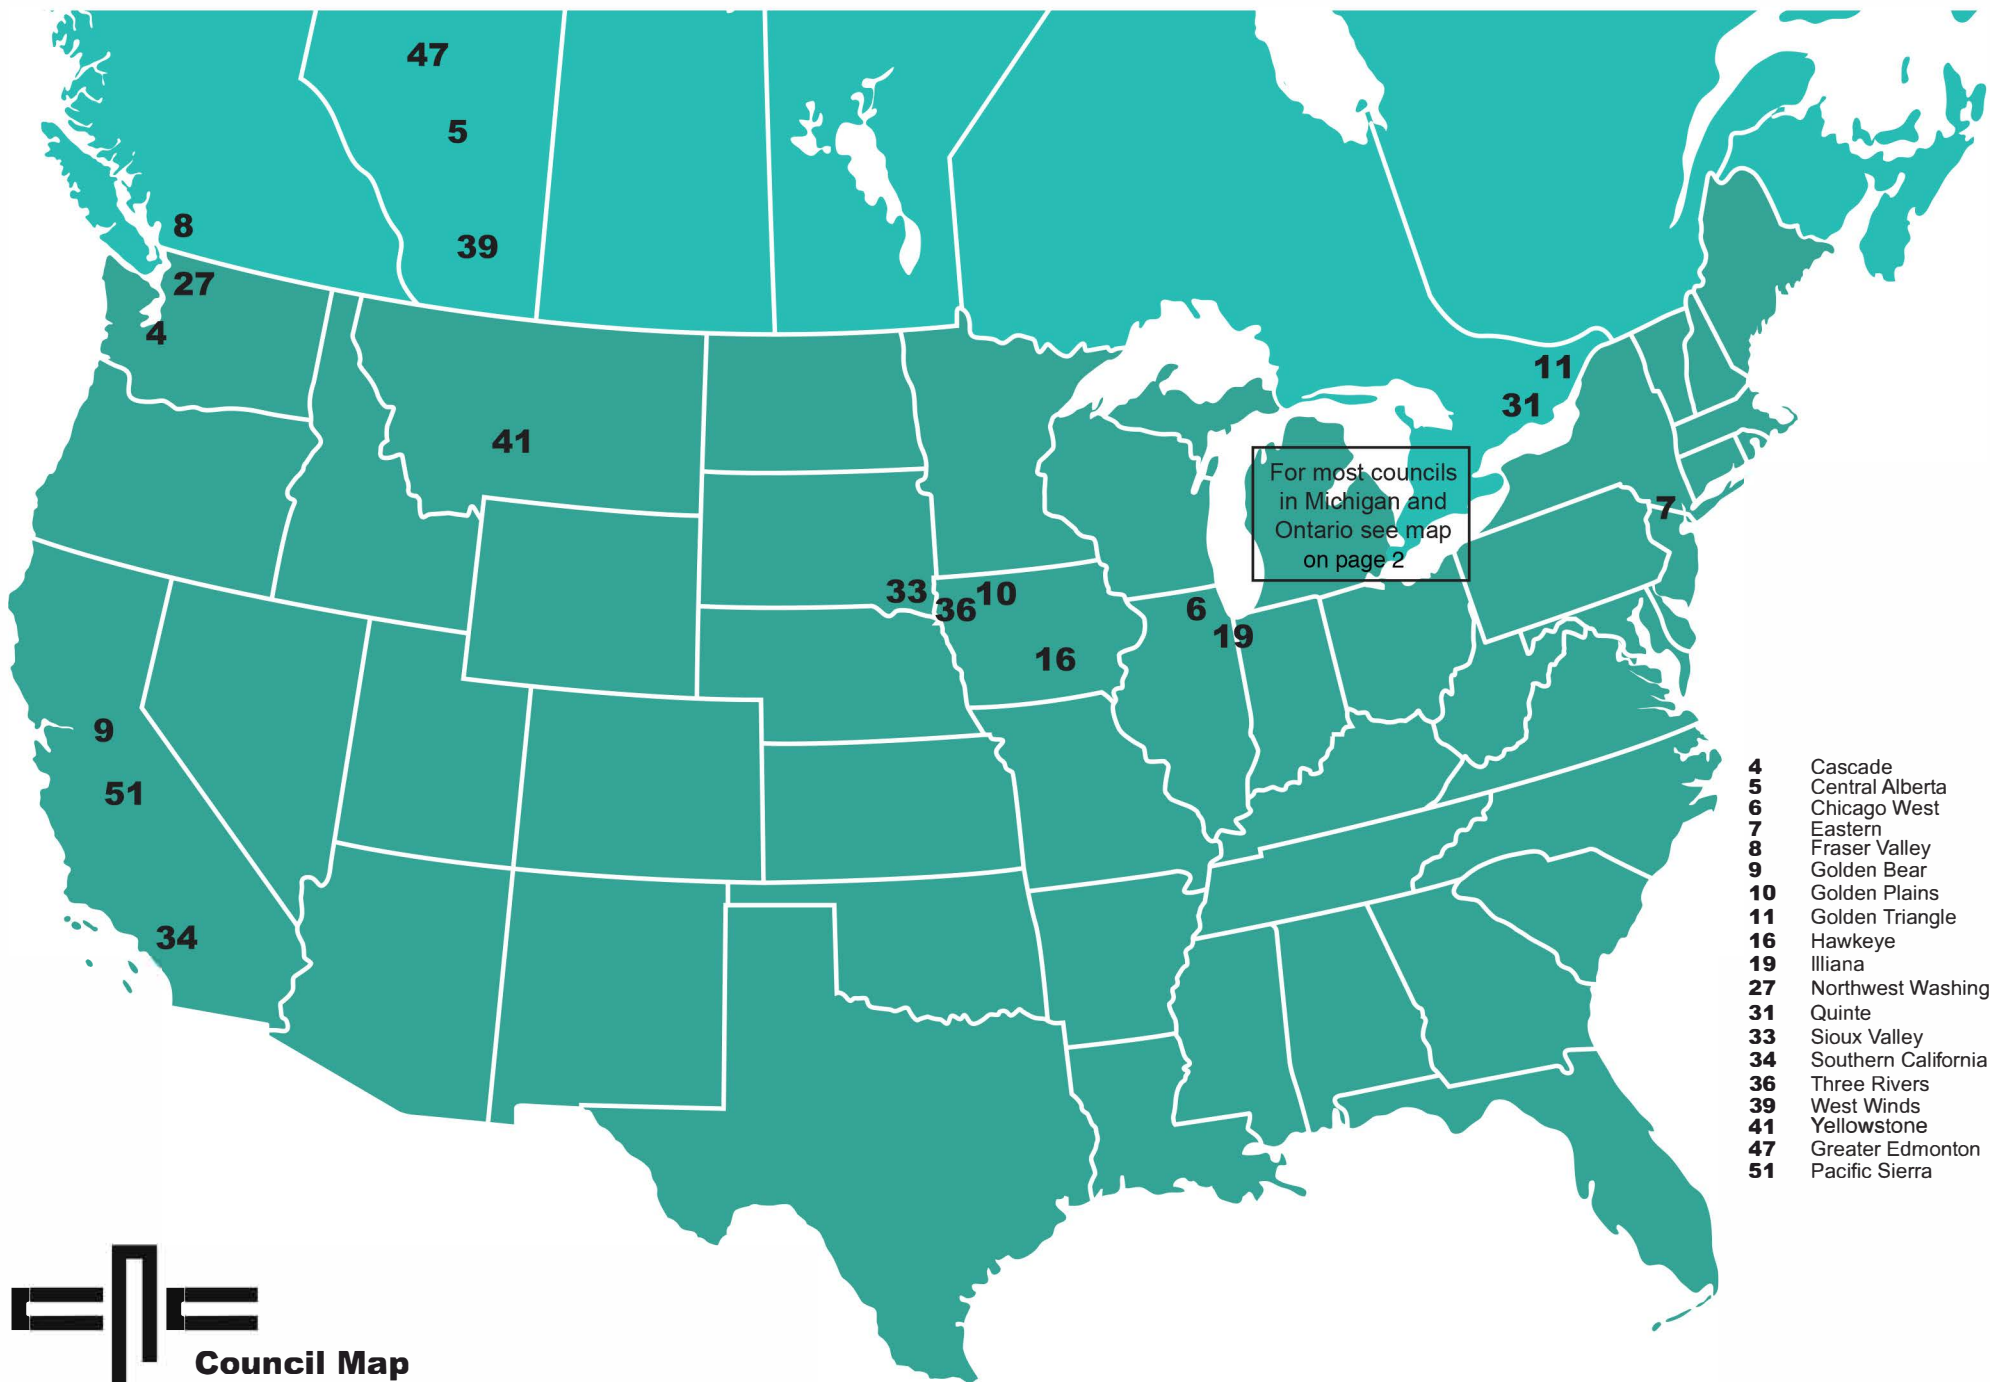 47
5
8
39
27
4
11
31
41
For most councils
in Michigan and
Ontario see map
on page 2
7
33
36
10
6
19
16
9
51
34
4 Cascade
5 Central Alberta
6 Chicago West
7 Eastern
8 Fraser Valley
9 Golden Bear
10 Golden Plains
11 Golden Triangle
16 Hawkeye
19 Illiana
27 Northwest Washing
31 Quinte
33 Sioux Valley
34 Southern California
36 Three Rivers
39 West Winds
41 Yellowstone
47 Greater Edmonton
51 Pacific Sierra
Council Map